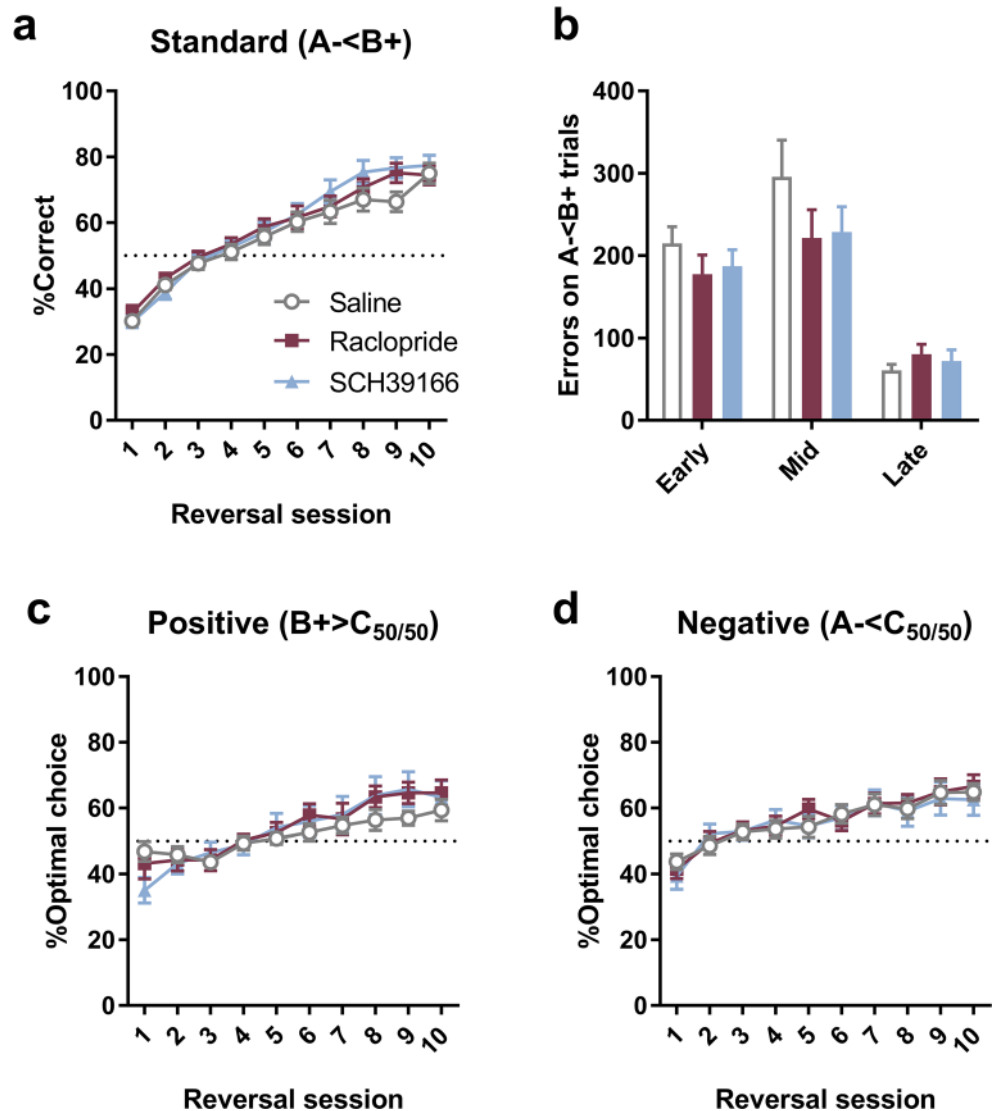 a
Standard (A-<B+)
100
80
60
40
20
0
%Correct
Saline
Raclopride
SCH39166
1 2 3 4 5 6 7 8 9 10
Reversal session
b
400
300
200
100
0
Errors on A-<B+ trials
Early Mid Late
c
Positive (B+>C50/50)
100
80
60
40
20
0
%Optimal choice
1 2 3 4 5 6 7 8 9 10
Reversal session
d
Negative (A-<C50/50)
100
80
60
40
20
0
%Optimal choice
1 2 3 4 5 6 7 8 9 10
Reversal session